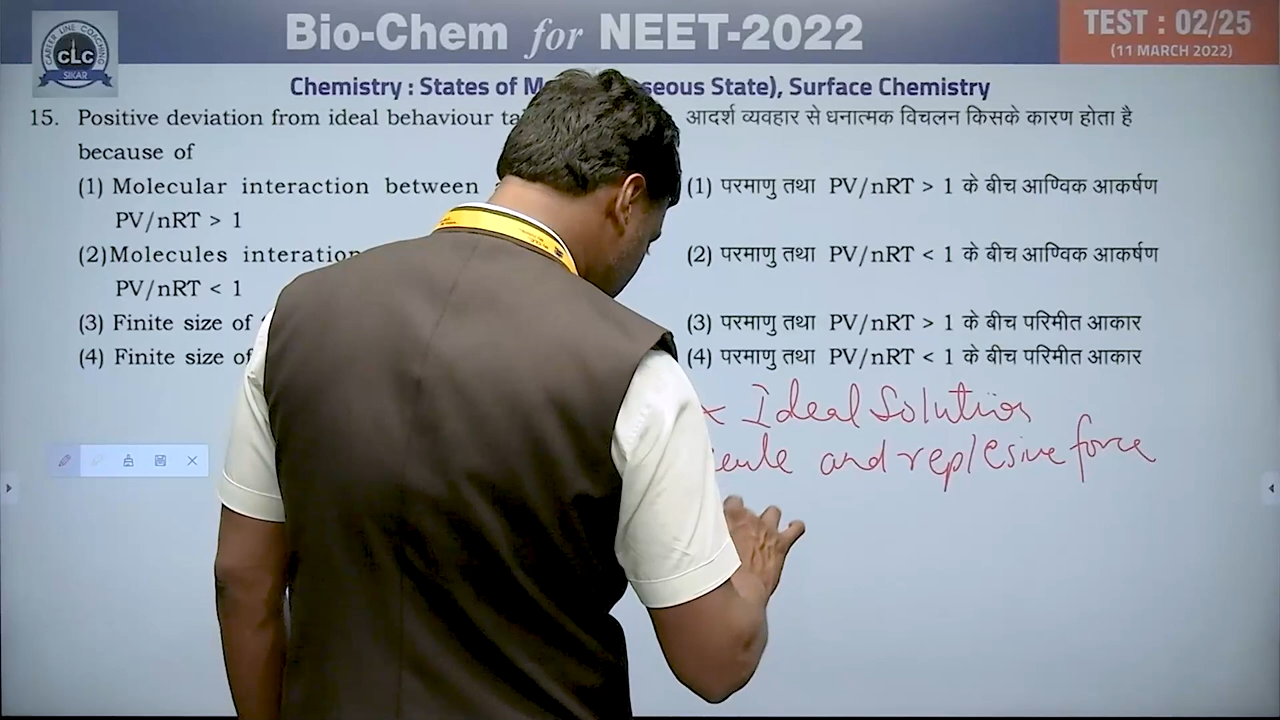 CAREER LINE COACHING
CLC
SIKAR
Bio-Chem for NEET-2022
TEST : 02/25
(11 MARCH 2022)
Chemistry : States of seous State), Surface Chemistry
15. Positive deviation from ideal behaviour
because of
(1) Molecular interaction between
PV/nRT > 1
(2)Molecules interation
PV/nRT < 1
(3) Finite size of
(4) Finite size of
आदर्श व्यवहार से धनात्मक विचलन किसके कारण होता है
(1) परमाणु तथा PV/nRT > 1 के बीच आण्विक आकर्षण
(2) परमाणु तथा PV/nRT < 1 के बीच आण्विक आकर्षण
(3) परमाणु तथा PV/nRT > 1 के बीच परिमीत आकार
(4) परमाणु तथा PV/nRT < 1 के बीच परिमीत आकार
Ideal Solution
and replesive force